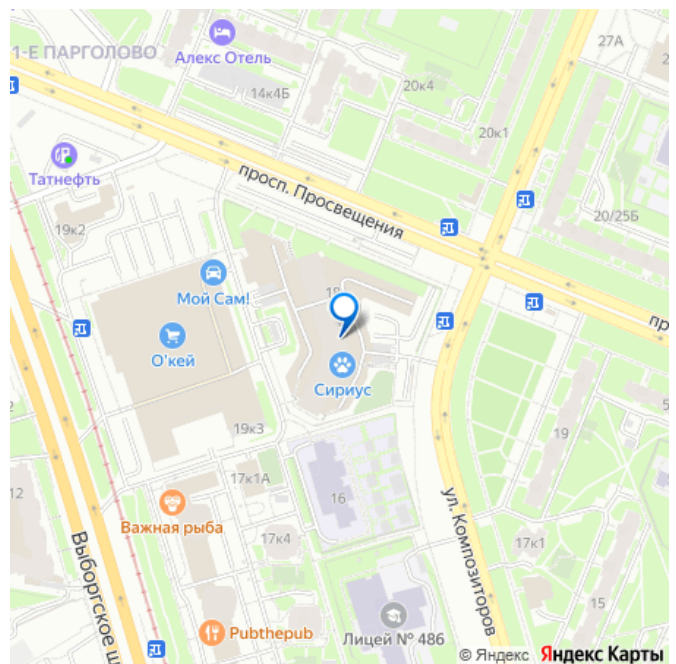 27А
1-Е ПАРГОЛОВО
Алекс Отель
14к4Б
20к4
20к1
Татнефть
просп. Просвещения
20/25Б
19к2
18
Мой Сам!
пр
О'кей
Сириус
19к3
19
17к1А
16
12
Важная рыба
ул. Композиторов
Выборгское ш
17к4
17к1
15
Pubthepub
Лицей № 486
© Яндекс Яндекс Карты